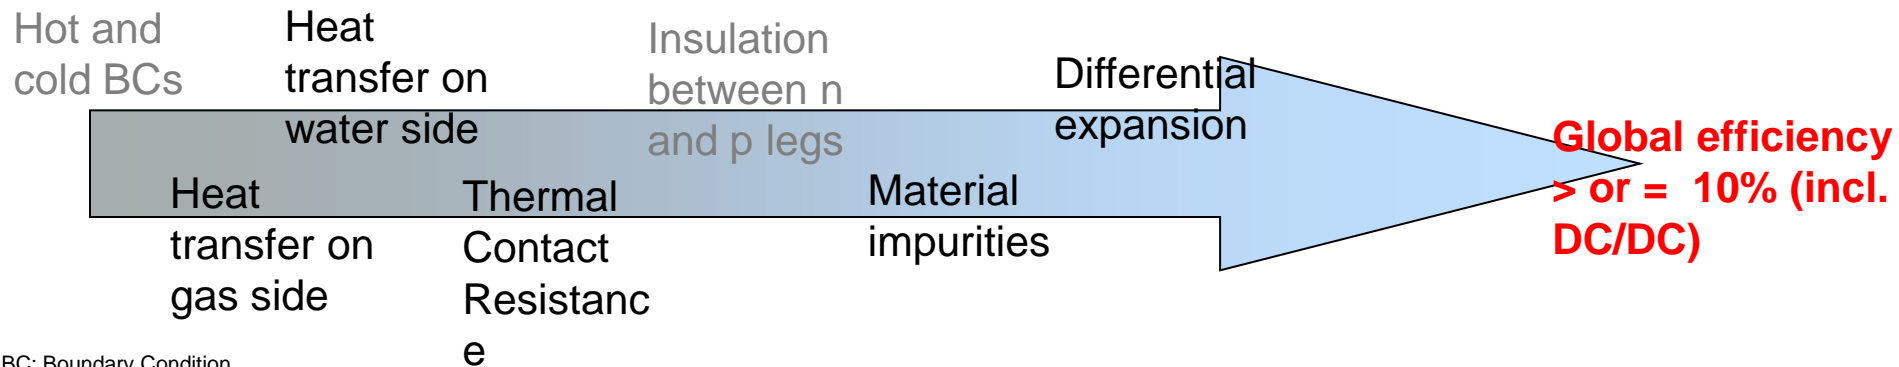 Hot and
cold BCs
Heat
transfer on
water side
Insulation
between n
and p legs
Differential
expansion
Global efficiency
> or =  10% (incl.
DC/DC)
Heat
transfer on
gas side
Thermal
Contact
Resistanc
e
Material
impurities
BC: Boundary Condition